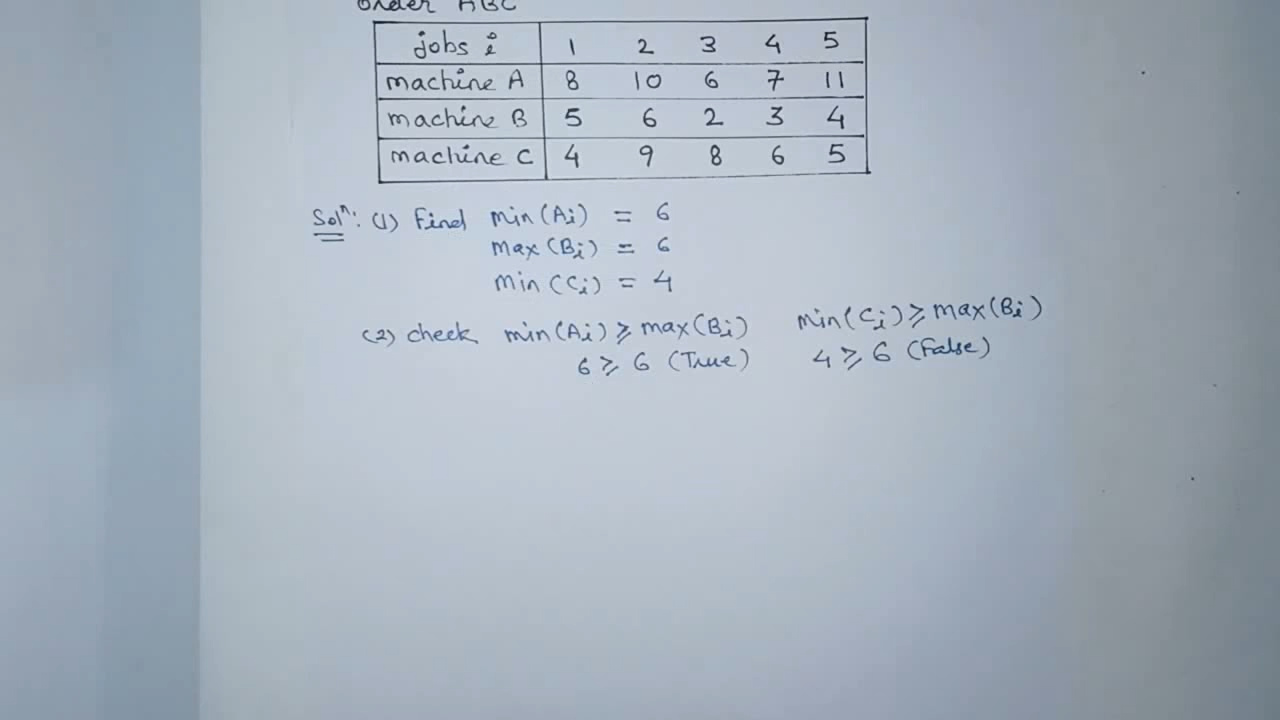 order ABC
jobs i 1 2 3 4 5
machine A 8 10 6 7 11
machine B 5 6 2 3 4
machine C 4 9 8 6 5
Solⁿ: (1) Find min(Aᵢ) = 6
max(Bᵢ) = 6
min(Cᵢ) = 4
(2) check min(Aᵢ) ⩾ max(Bᵢ) min(Cᵢ) ⩾ max(Bᵢ)
6 ⩾ 6 (True) 4 ⩾ 6 (False)